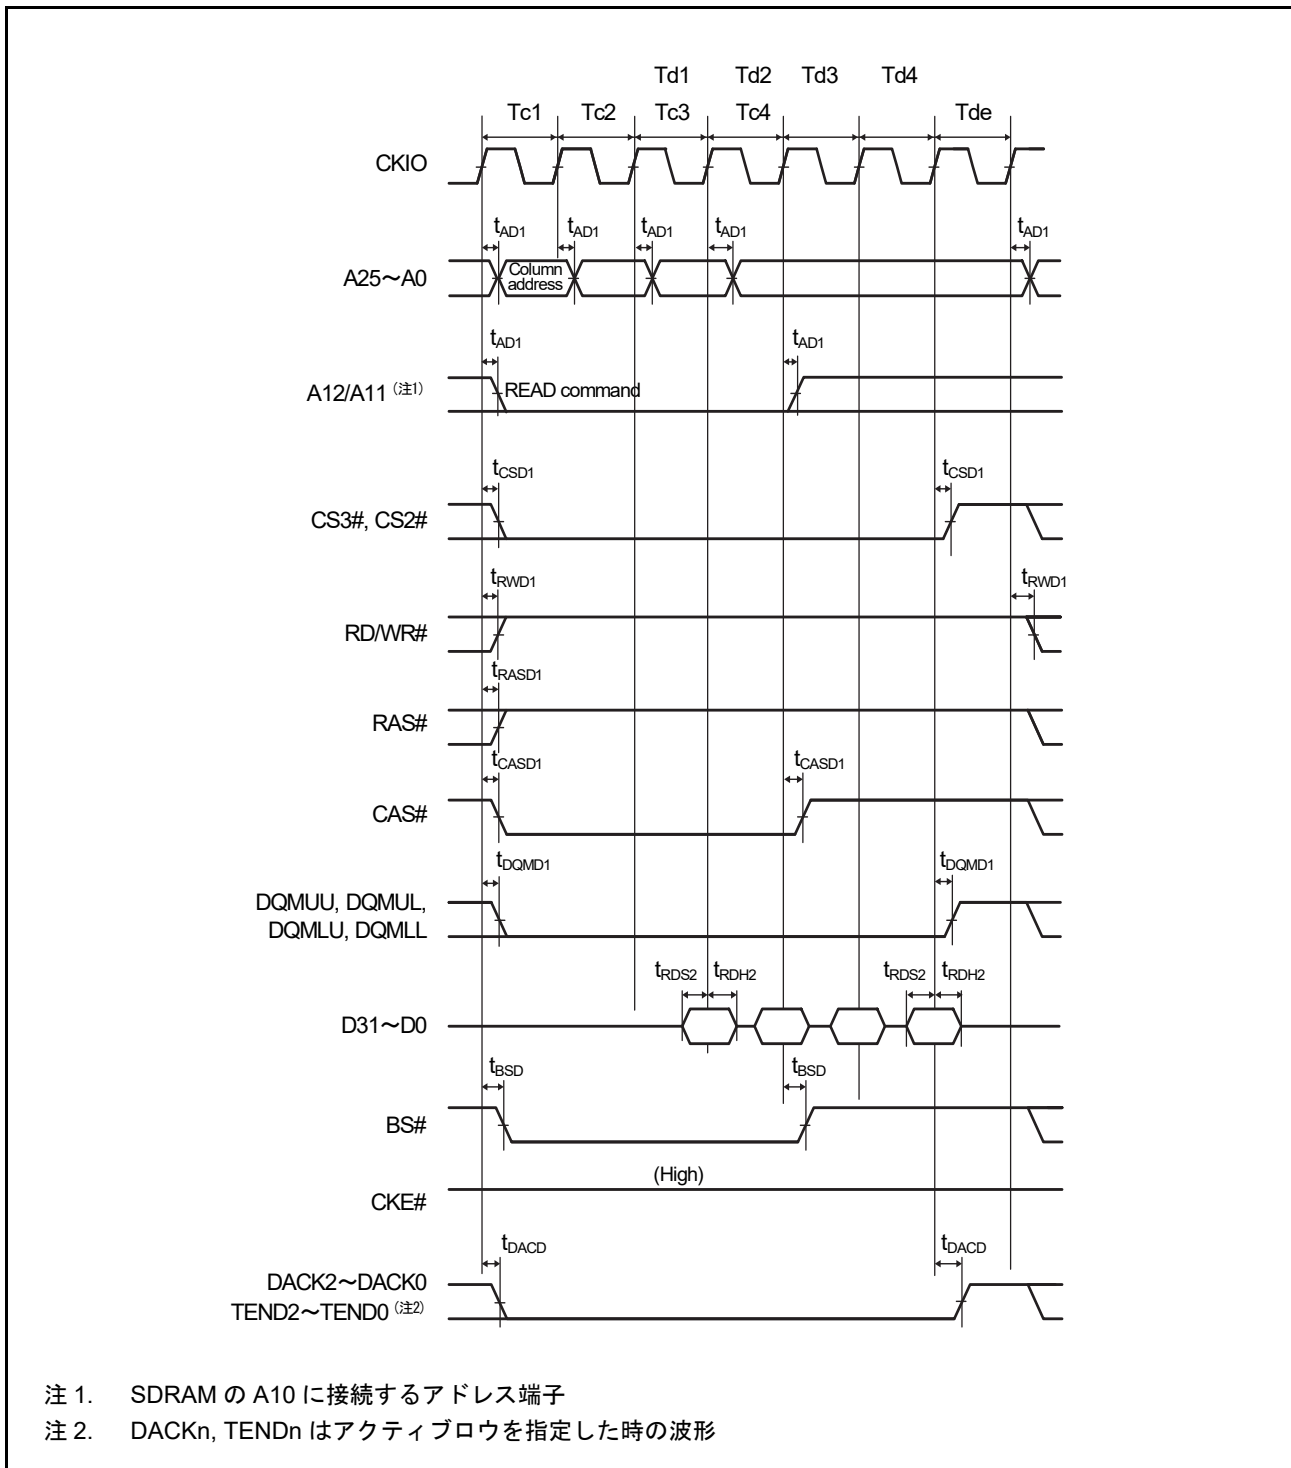 Td1 Td2 Td3 Td4
Tc1 Tc2 Tc3 Tc4 Tde
CKIO
tAD1 tAD1 tAD1 tAD1 tAD1
A25～A0
Column
address
tAD1 tAD1
A12/A11 (注1)
READ command
tCSD1 tCSD1
CS3#, CS2#
tRWD1 tRWD1
RD/WR#
tRASD1
RAS#
tCASD1 tCASD1
CAS#
tDQMD1 tDQMD1
DQMUU, DQMUL,
DQMLU, DQMLL
tRDS2 tRDH2 tRDS2 tRDH2
D31～D0
tBSD tBSD
BS#
(High)
CKE#
tDACD tDACD
DACK2～DACK0
TEND2～TEND0 (注2)
注 1. SDRAM の A10 に接続するアドレス端子
注 2. DACKn, TENDn はアクティブロウを指定した時の波形